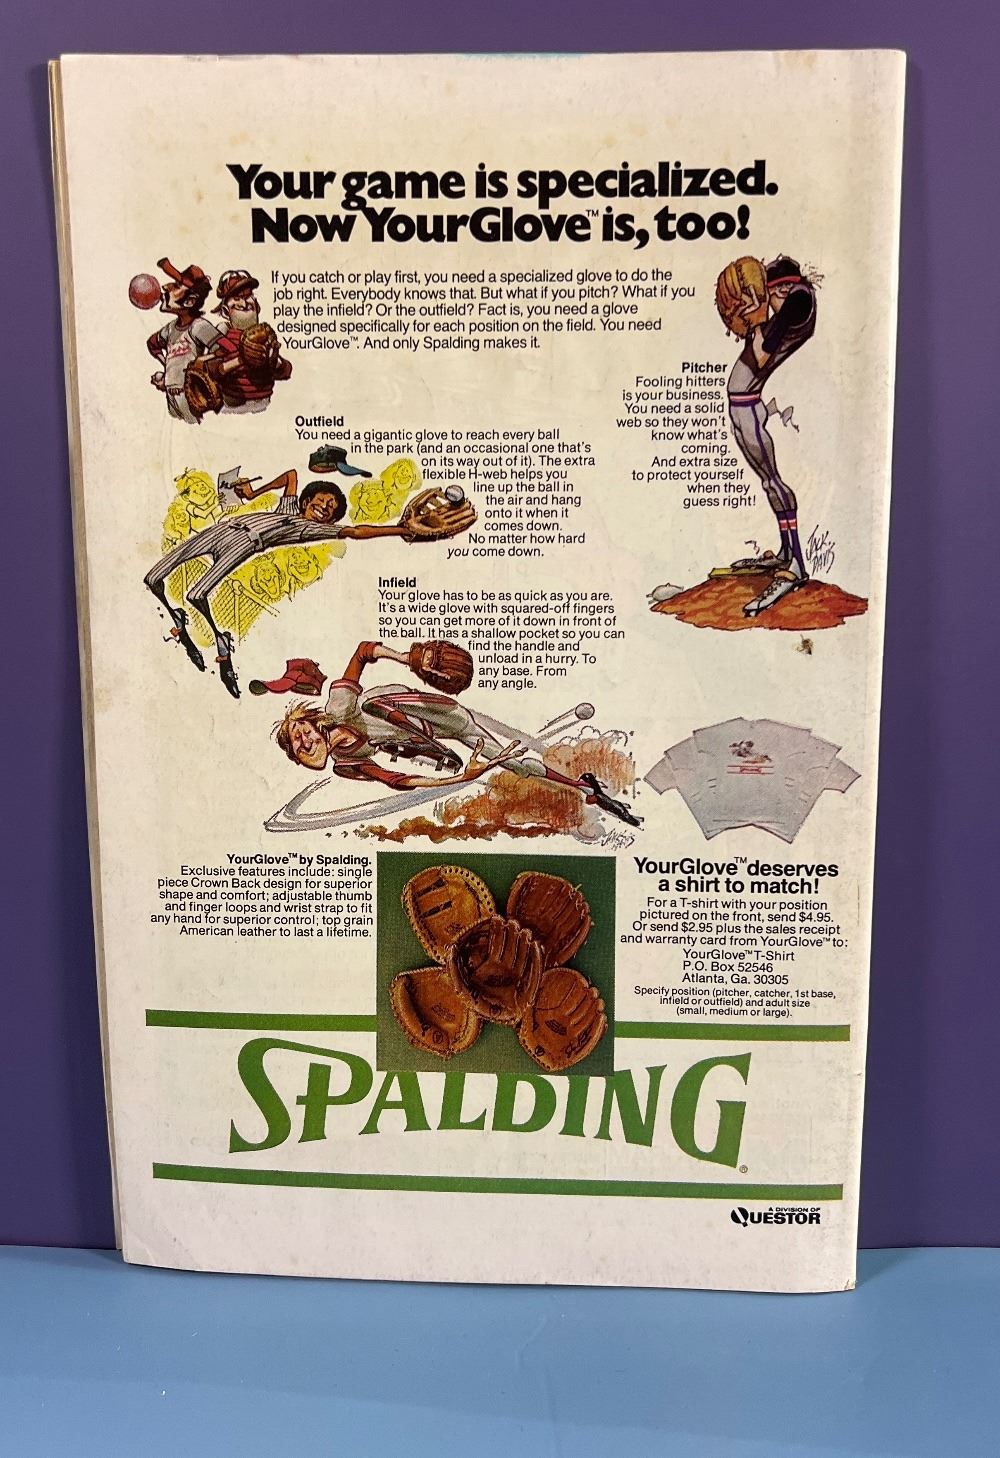 Your game is specialized.
Now YourGlove™ is, too!
If you catch or play first, you need a specialized glove to do the
job right. Everybody knows that. But what if you pitch? What if you
play the infield? Or the outfield? Fact is, you need a glove
designed specifically for each position on the field. You need
YourGlove™. And only Spalding makes it.
Pitcher
Fooling hitters
is your business.
You need a solid
web so they won't
know what's
coming.
And extra size
to protect yourself
when they
guess right!
JACK DAVIS
Outfield
You need a gigantic glove to reach every ball
in the park (and an occasional one that's
on its way out of it). The extra
flexible H-web helps you
line up the ball in
the air and hang
onto it when it
comes down.
No matter how hard
you come down.
Infield
Your glove has to be as quick as you are.
It's a wide glove with squared-off fingers
so you can get more of it down in front of
the ball. It has a shallow pocket so you can
find the handle and
unload in a hurry. To
any base. From
any angle.
YourGlove™ by Spalding.
Exclusive features include: single
piece Crown Back design for superior
shape and comfort; adjustable thumb
and finger loops and wrist strap to fit
any hand for superior control; top grain
American leather to last a lifetime.
YourGlove™ deserves
a shirt to match!
For a T-shirt with your position
pictured on the front, send $4.95.
Or send $2.95 plus the sales receipt
and warranty card from YourGlove™ to:
YourGlove™ T-Shirt
P.O. Box 52546
Atlanta, Ga. 30305
Specify position (pitcher, catcher, 1st base,
infield or outfield) and adult size
(small, medium or large).
SPALDING®
A DIVISION OF
QUESTOR